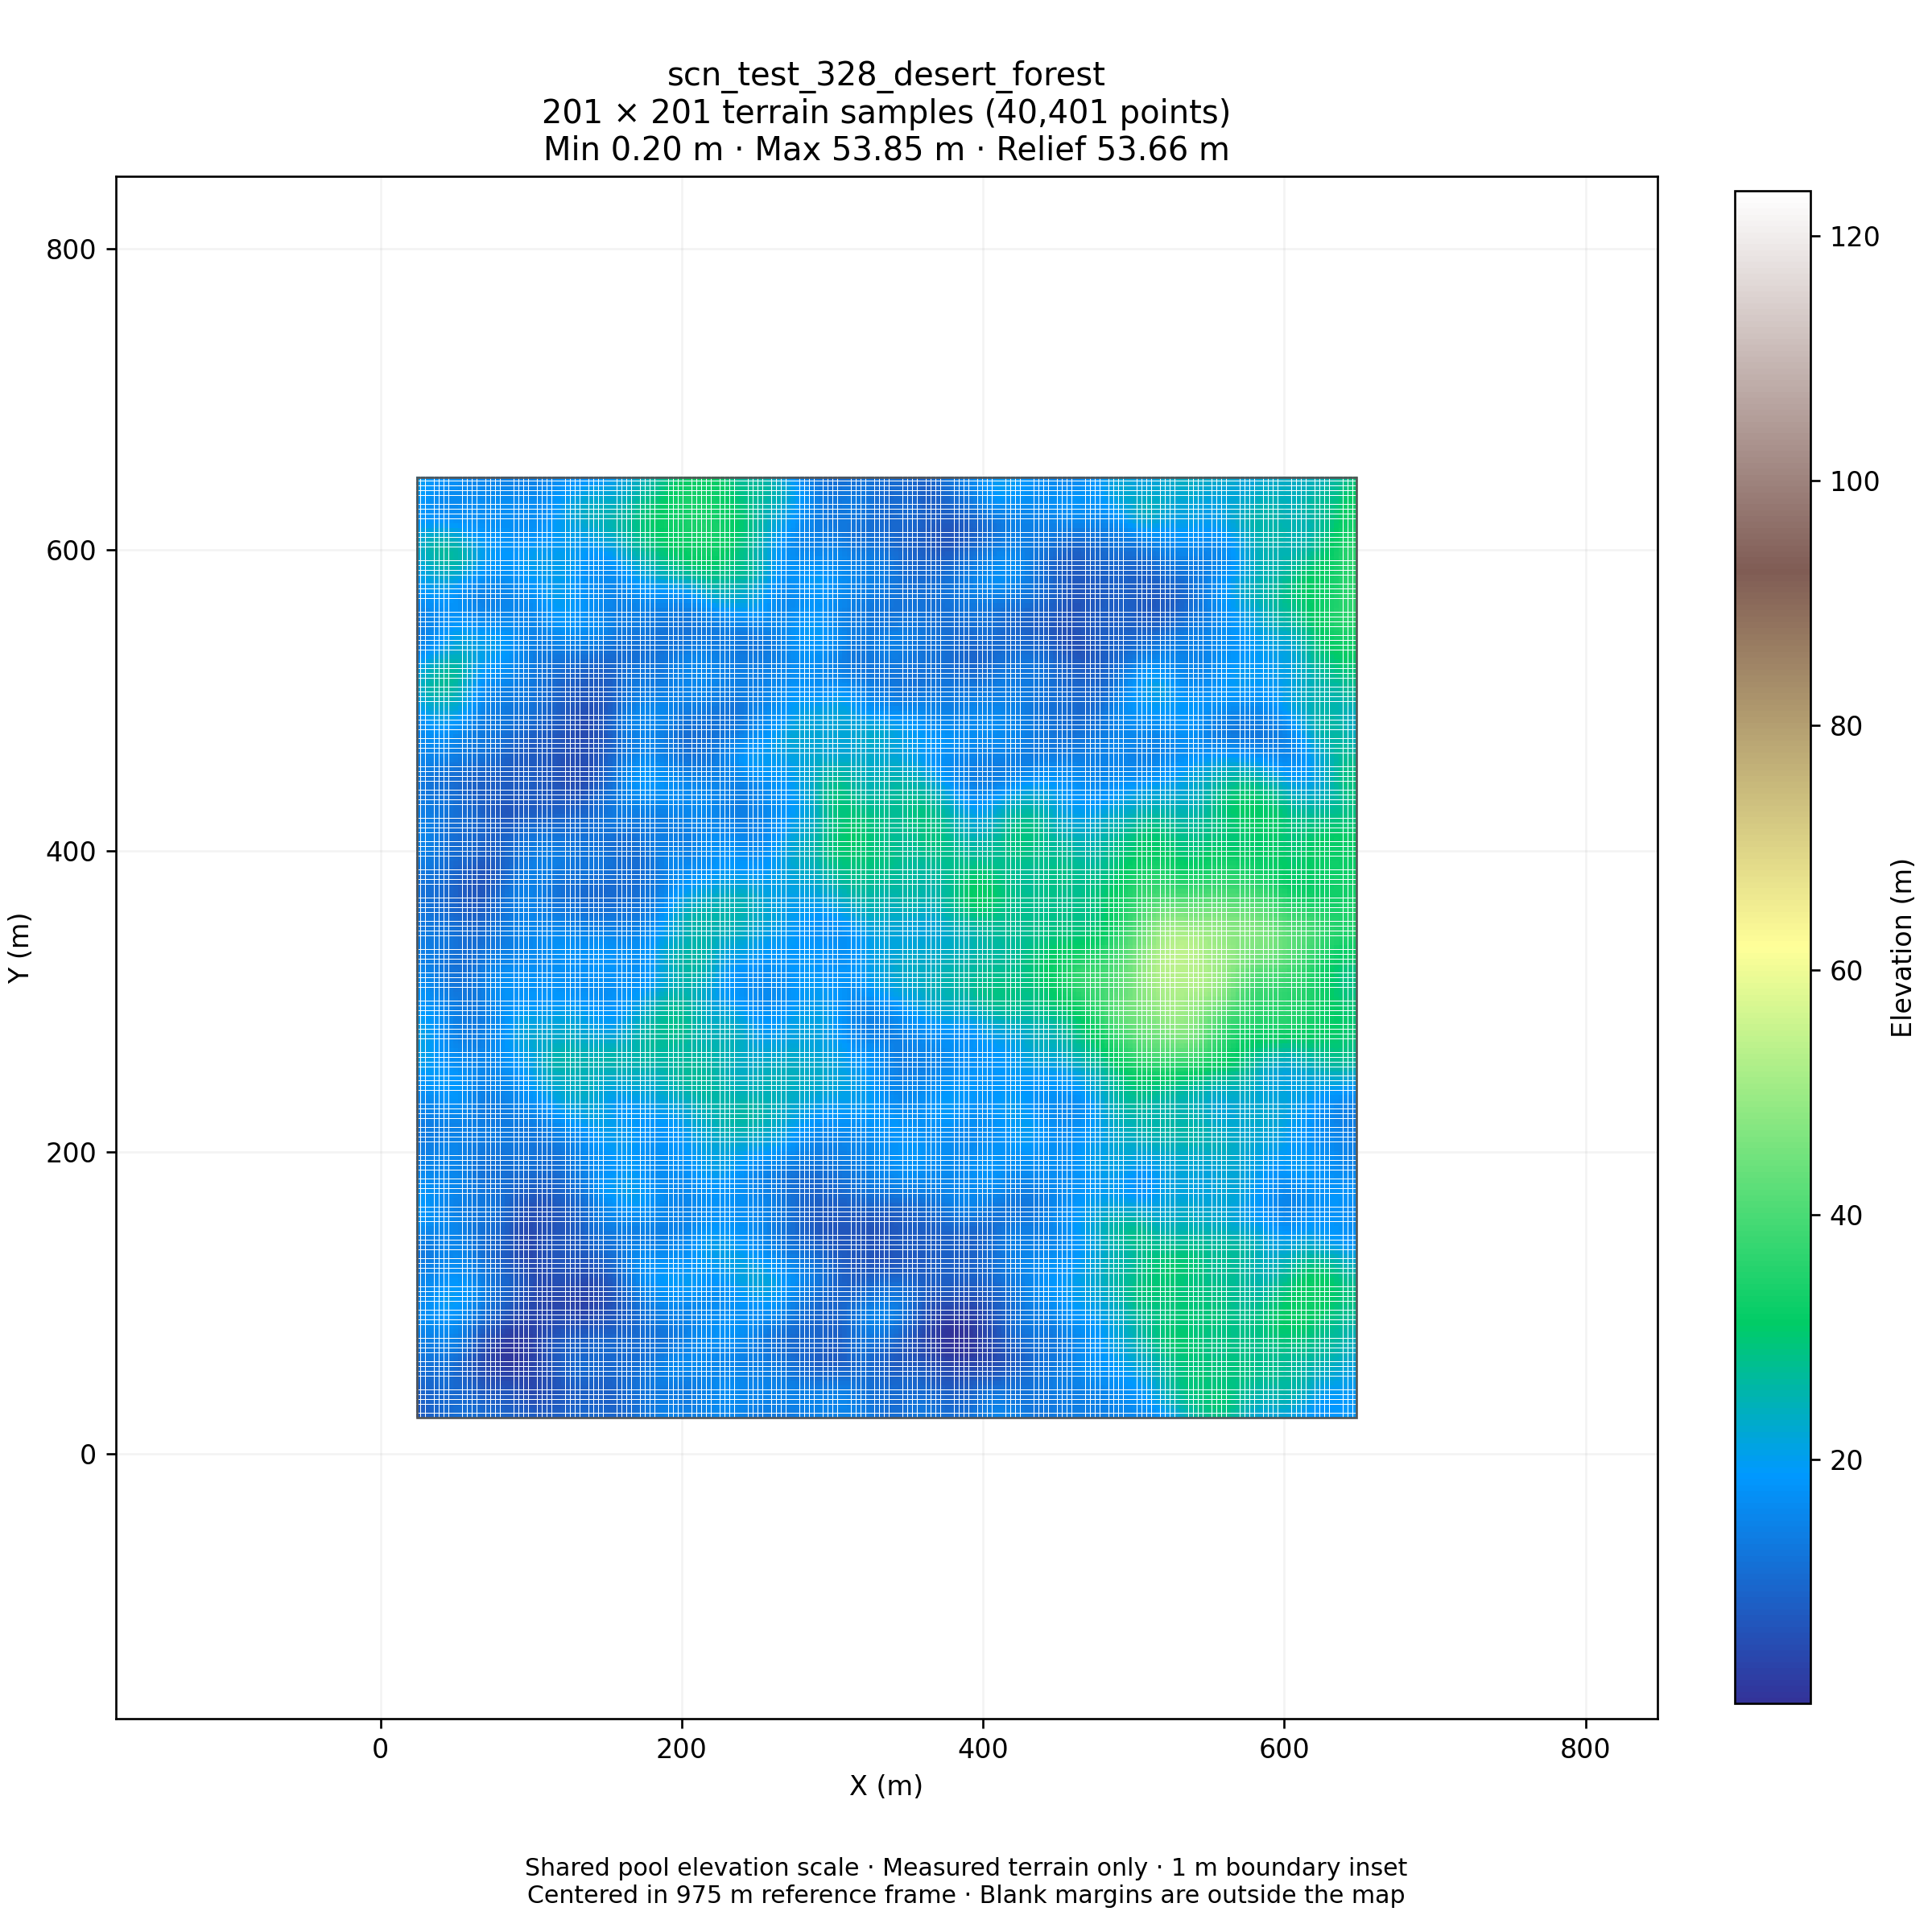 scn_test_328_desert_forest
201 × 201 terrain samples (40,401 points)
Min 0.20 m · Max 53.85 m · Relief 53.66 m
800
600
400
200
0
Y (m)
0
200
400
600
800
X (m)
120
100
80
60
40
20
Elevation (m)
Shared pool elevation scale · Measured terrain only · 1 m boundary inset
Centered in 975 m reference frame · Blank margins are outside the map